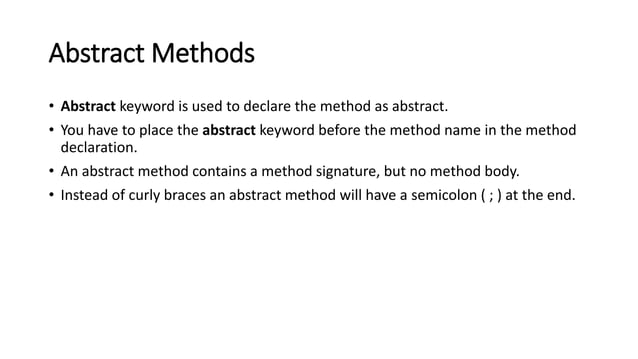 Abstract Methods
• Abstract keyword is used to declare the method as abstract.
• You have to place the abstract keyword before the method name in the method
declaration.
• An abstract method contains a method signature, but no method body.
• Instead of curly braces an abstract method will have a semicolon ( ; ) at the end.